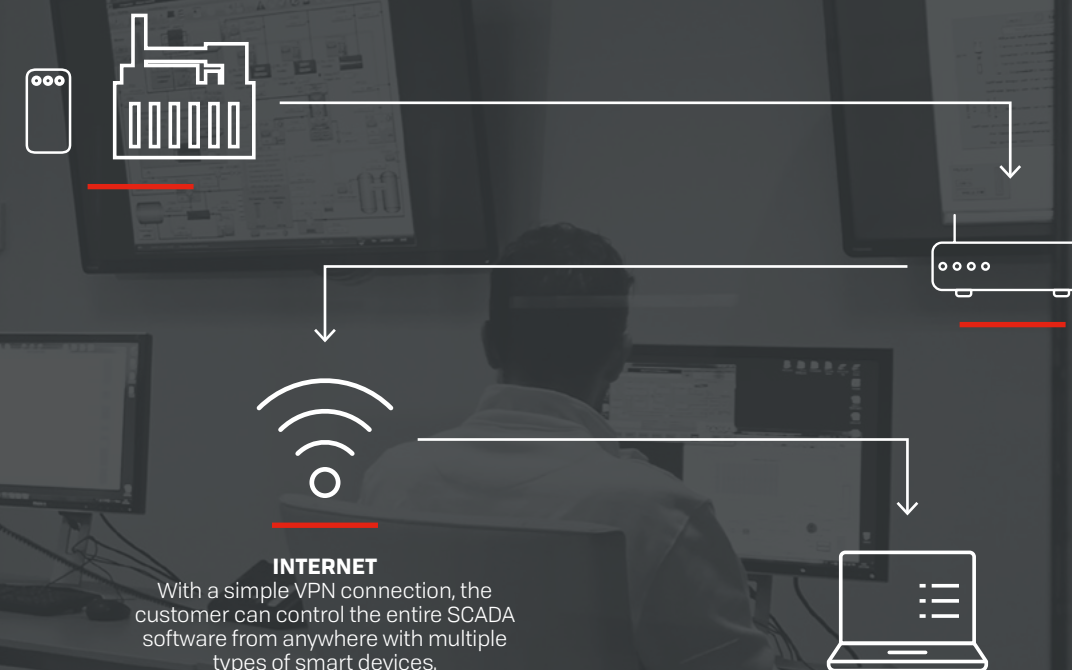 INTERNET
With a simple VPN connection, the
customer can control the entire SCADA
software from anywhere with multiple
types of smart devices.